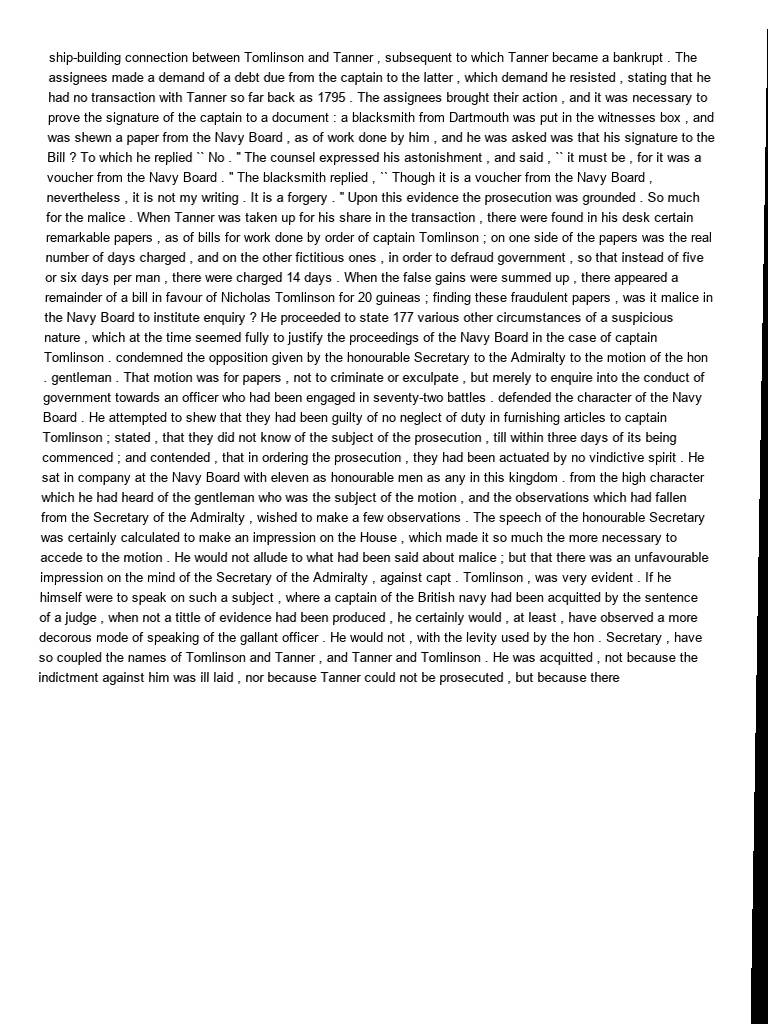 ship-building connection between Tomlinson and Tanner , subsequent to which Tanner became a bankrupt . The
assignees made a demand of a debt due from the captain to the latter , which demand he resisted , stating that he
had no transaction with Tanner so far back as 1795 . The assignees brought their action , and it was necessary to
prove the signature of the captain to a document : a blacksmith from Dartmouth was put in the witnesses box , and
was shewn a paper from the Navy Board , as of work done by him , and he was asked was that his signature to the
Bill ? To which he replied `` No . " The counsel expressed his astonishment , and said , `` it must be , for it was a
voucher from the Navy Board . " The blacksmith replied , `` Though it is a voucher from the Navy Board ,
nevertheless , it is not my writing . It is a forgery . " Upon this evidence the prosecution was grounded . So much
for the malice . When Tanner was taken up for his share in the transaction , there were found in his desk certain
remarkable papers , as of bills for work done by order of captain Tomlinson ; on one side of the papers was the real
number of days charged , and on the other fictitious ones , in order to defraud government , so that instead of five
or six days per man , there were charged 14 days . When the false gains were summed up , there appeared a
remainder of a bill in favour of Nicholas Tomlinson for 20 guineas ; finding these fraudulent papers , was it malice in
the Navy Board to institute enquiry ? He proceeded to state 177 various other circumstances of a suspicious
nature , which at the time seemed fully to justify the proceedings of the Navy Board in the case of captain
Tomlinson . condemned the opposition given by the honourable Secretary to the Admiralty to the motion of the hon
. gentleman . That motion was for papers , not to criminate or exculpate , but merely to enquire into the conduct of
government towards an officer who had been engaged in seventy-two battles . defended the character of the Navy
Board . He attempted to shew that they had been guilty of no neglect of duty in furnishing articles to captain
Tomlinson ; stated , that they did not know of the subject of the prosecution , till within three days of its being
commenced ; and contended , that in ordering the prosecution , they had been actuated by no vindictive spirit . He
sat in company at the Navy Board with eleven as honourable men as any in this kingdom . from the high character
which he had heard of the gentleman who was the subject of the motion , and the observations which had fallen
from the Secretary of the Admiralty , wished to make a few observations . The speech of the honourable Secretary
was certainly calculated to make an impression on the House , which made it so much the more necessary to
accede to the motion . He would not allude to what had been said about malice ; but that there was an unfavourable
impression on the mind of the Secretary of the Admiralty , against capt . Tomlinson , was very evident . If he
himself were to speak on such a subject , where a captain of the British navy had been acquitted by the sentence
of a judge , when not a tittle of evidence had been produced , he certainly would , at least , have observed a more
decorous mode of speaking of the gallant officer . He would not , with the levity used by the hon . Secretary , have
so coupled the names of Tomlinson and Tanner , and Tanner and Tomlinson . He was acquitted , not because the
indictment against him was ill laid , nor because Tanner could not be prosecuted , but because there